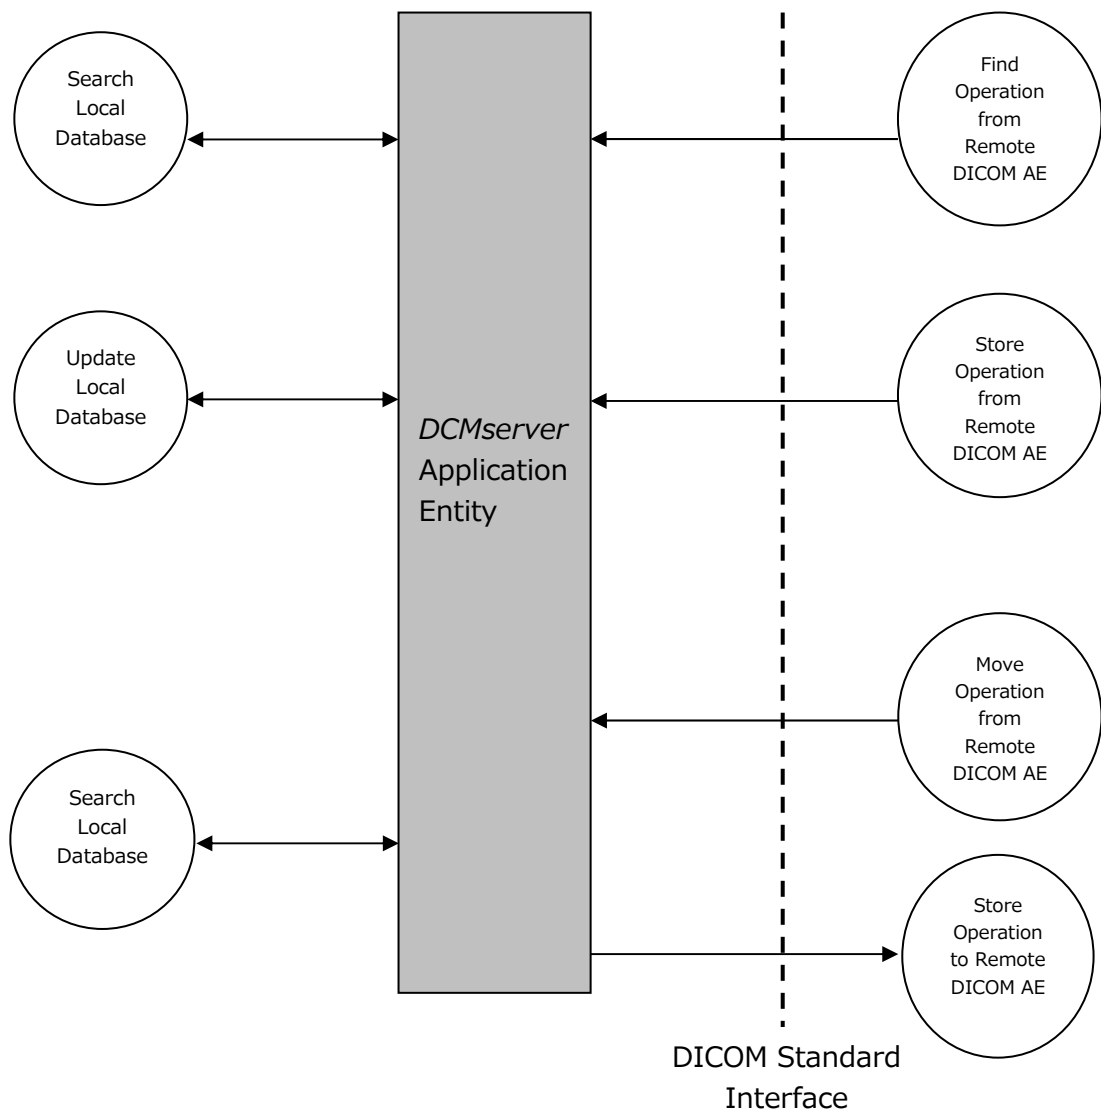 Search
Local
Database
Find
Operation
from
Remote
DICOM AE
Update
Local
Database
Store
Operation
from
Remote
DICOM AE
DCMserver
Application
Entity
Move
Operation
from
Remote
DICOM AE
Search
Local
Database
Store
Operation
to Remote
DICOM AE
DICOM Standard
Interface